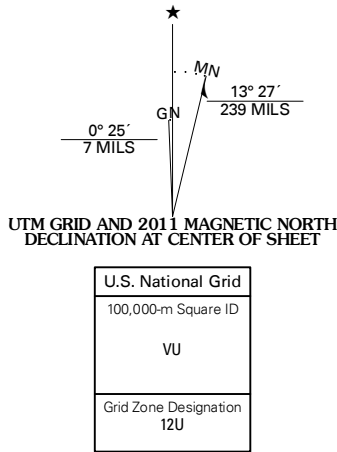 ★
MN
GN
13° 27´
239 MILS
0° 25´
7 MILS
UTM GRID AND 2011 MAGNETIC NORTH
DECLINATION AT CENTER OF SHEET
U.S. National Grid
100,000-m Square ID
VU
Grid Zone Designation
12U